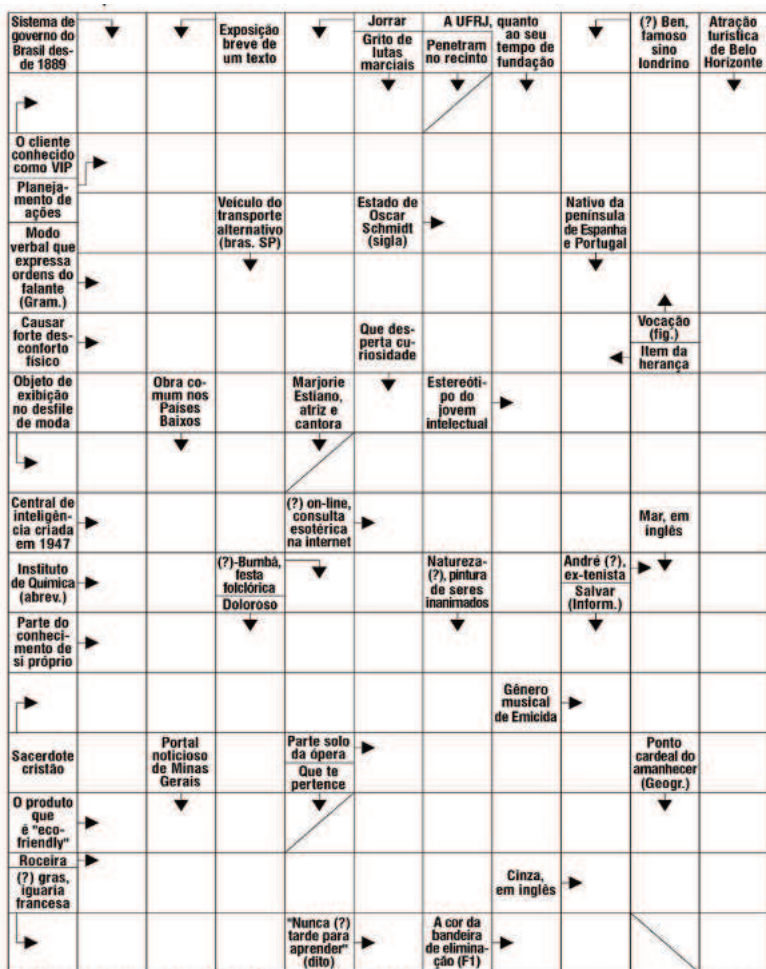 Sistema de
governo do
Brasil des-
de 1889
Exposição
breve de
um texto
Jorrar
Grito de
lutas
marciais
A UFRJ, quanto
ao seu
tempo de
fundação
Penetram
no recinto
(?) Ben,
famoso
sino
londrino
Atração
turística
de Belo
Horizonte
O cliente
conhecido
como VIP
Planeja-
mento de
ações
Veículo do
transporte
alternativo
(bras. SP)
Estado de
Oscar
Schmidt
(sigla)
Nativo da
península
de Espanha
e Portugal
Modo
verbal que
expressa
ordens do
falante
(Gram.)
Causar
forte des-
conforto
físico
Que des-
perta cu-
riosidade
Vocação
(fig.)
Item da
herança
Objeto de
exibição
no desfile
de moda
Obra co-
mum nos
Países
Baixos
Marjorie
Estiano,
atriz e
cantora
Estereóti-
po do
jovem
intelectual
Central de
inteligên-
cia criada
em 1947
(?) on-line,
consulta
esotérica
na internet
Mar, em
inglês
Instituto
de Química
(abrev.)
(?)-Bumbá,
festa
folclórica
Doloroso
Natureza-
(?), pintura
de seres
inanimados
André (?),
ex-tenista
Salvar
(Inform.)
Parte do
conheci-
mento de
si próprio
Gênero
musical
de Emicida
Sacerdote
cristão
Portal
noticioso
de Minas
Gerais
Parte solo
da ópera
Que te
pertence
Ponto
cardeal do
amanhecer
(Geogr.)
O produto
que
é "eco-
friendly"
Roceira
(?) gras,
iguaria
francesa
Cinza,
em inglês
"Nunca (?)
tarde para
aprender"
(dito)
A cor da
bandeira
de elimina-
ção (F1)